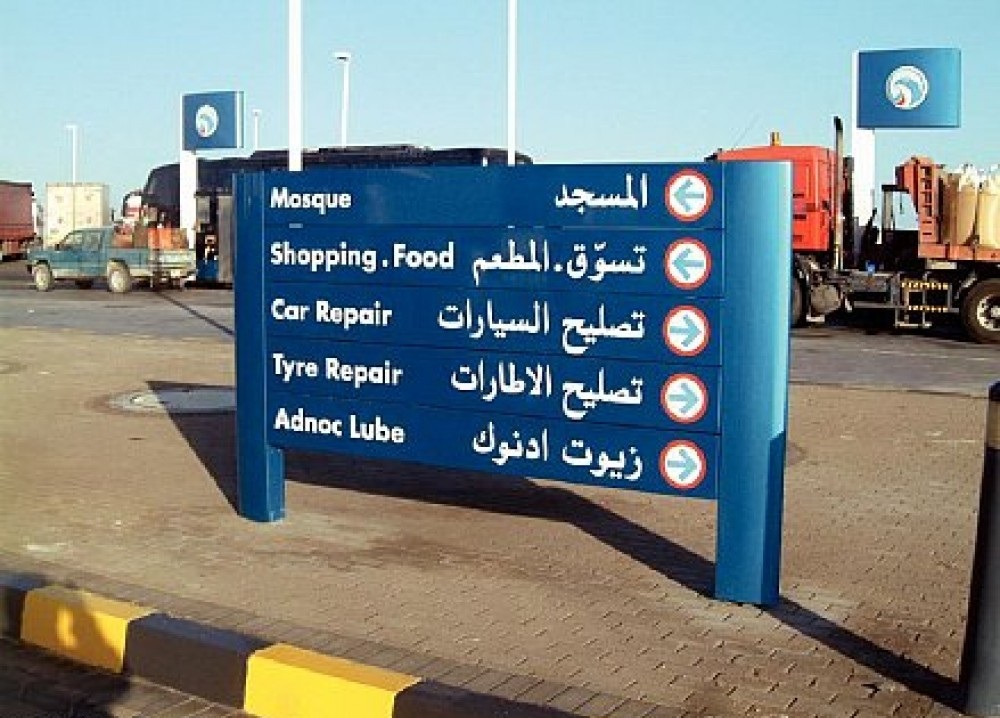 Mosque المسجد
Shopping.Food تسوّق.المطعم
Car Repair تصليح السيارات
Tyre Repair تصليح الاطارات
Adnoc Lube زيوت ادنوك